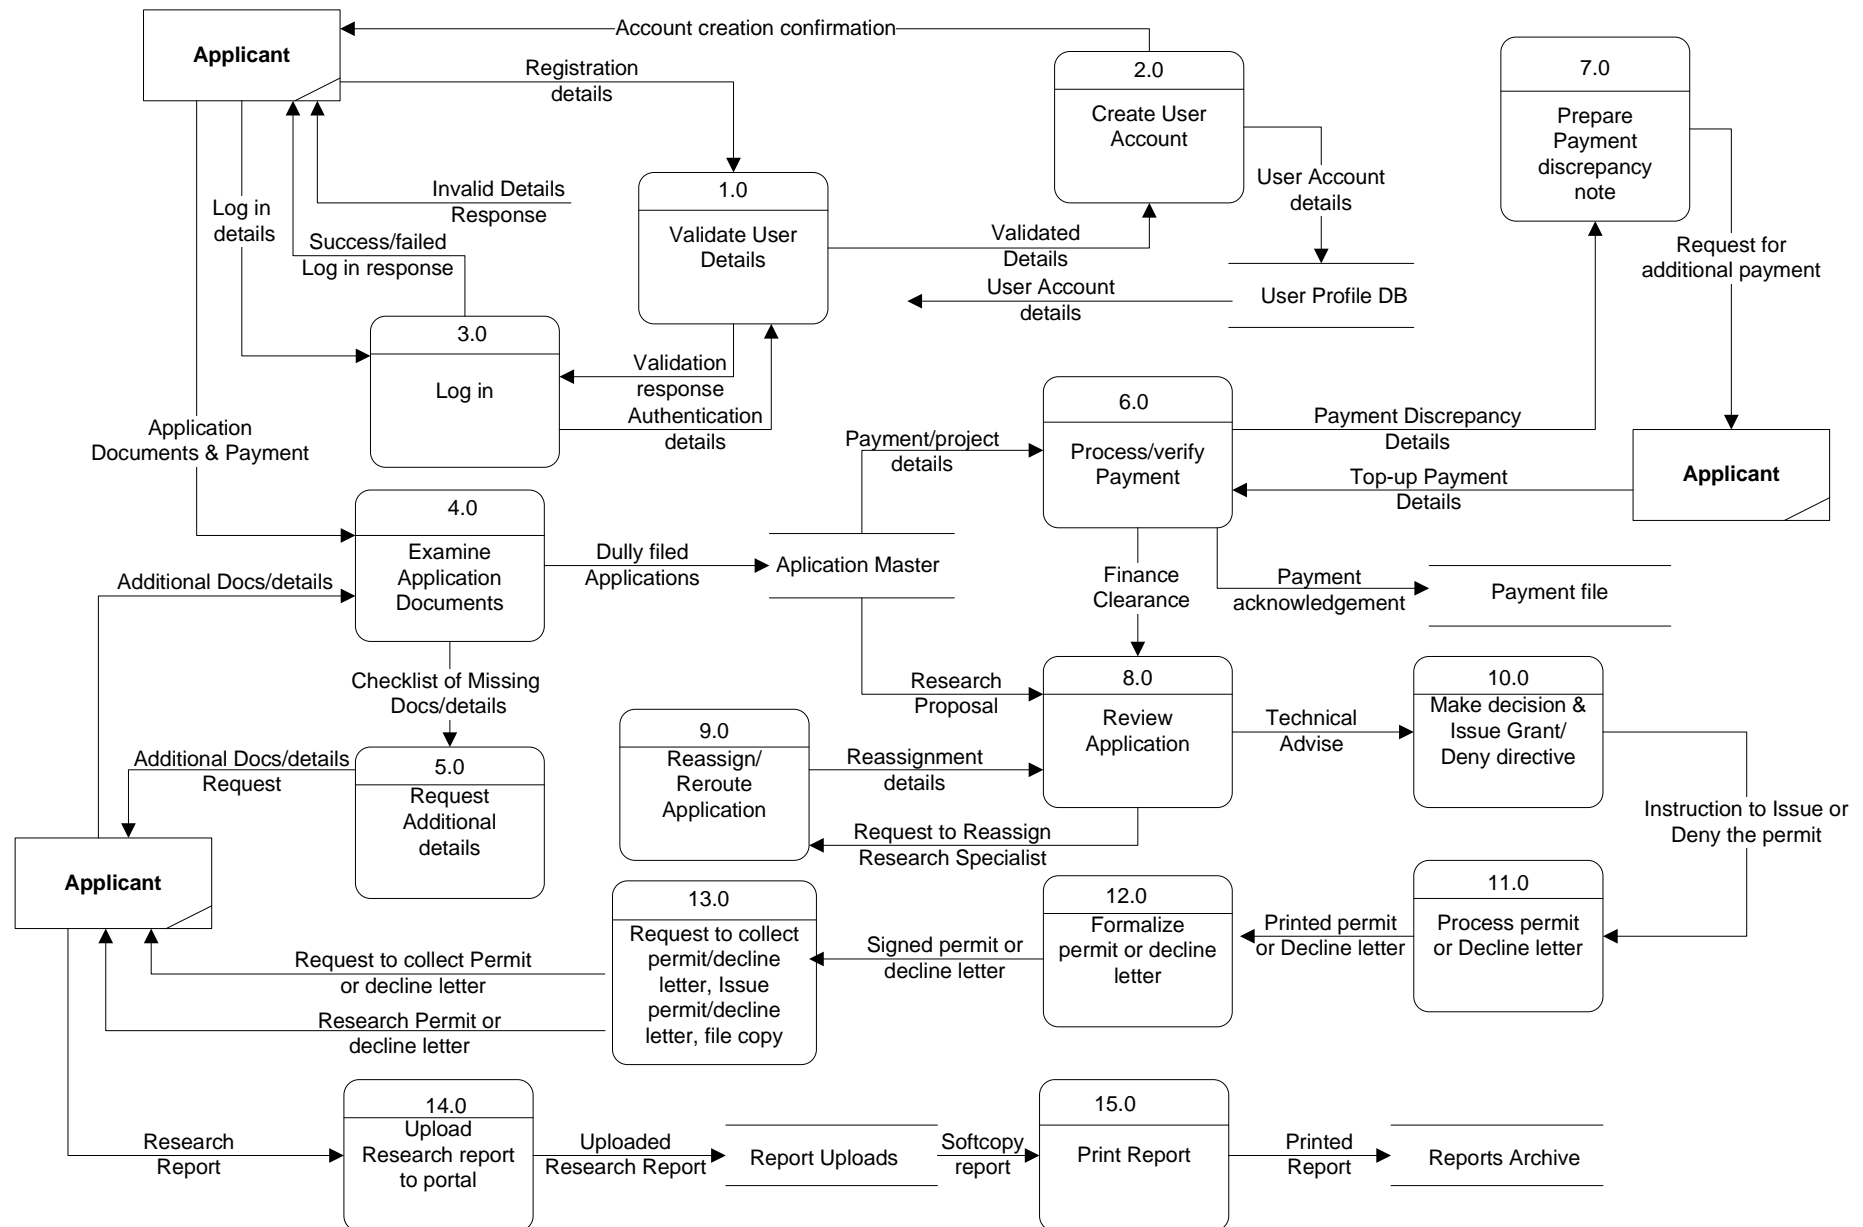 Account creation confirmation
Applicant
Registration
details
2.0
Create User
Account
7.0
Prepare
Payment
discrepancy
note
Invalid Details
Response
1.0
Validate User
Details
User Account
details
Log in
details
Success/failed
Log in response
Validated
Details
Request for
additional payment
User Account
details
User Profile DB
3.0
Log in
Validation
response
Authentication
details
Application
Documents & Payment
6.0
Process/verify
Payment
Payment/project
details
Payment Discrepancy
Details
Top-up Payment
Details
Applicant
4.0
Examine
Application
Documents
Additional Docs/details
Dully filed
Applications
Aplication Master
Finance
Clearance
Payment
acknowledgement
Payment file
Checklist of Missing
Docs/details
Research
Proposal
8.0
Review
Application
Technical
Advise
10.0
Make decision &
Issue Grant/
Deny directive
9.0
Reassign/
Reroute
Application
Reassignment
details
Additional Docs/details
Request
5.0
Request
Additional
details
Request to Reassign
Research Specialist
Instruction to Issue or
Deny the permit
Applicant
13.0
Request to collect
permit/decline
letter, Issue
permit/decline
letter, file copy
Signed permit or
decline letter
12.0
Formalize
permit or decline
letter
Printed permit
or Decline letter
11.0
Process permit
or Decline letter
Request to collect Permit
or decline letter
Research Permit or
decline letter
Research
Report
14.0
Upload
Research report
to portal
Uploaded
Research Report
Report Uploads
Softcopy
report
15.0
Print Report
Printed
Report
Reports Archive